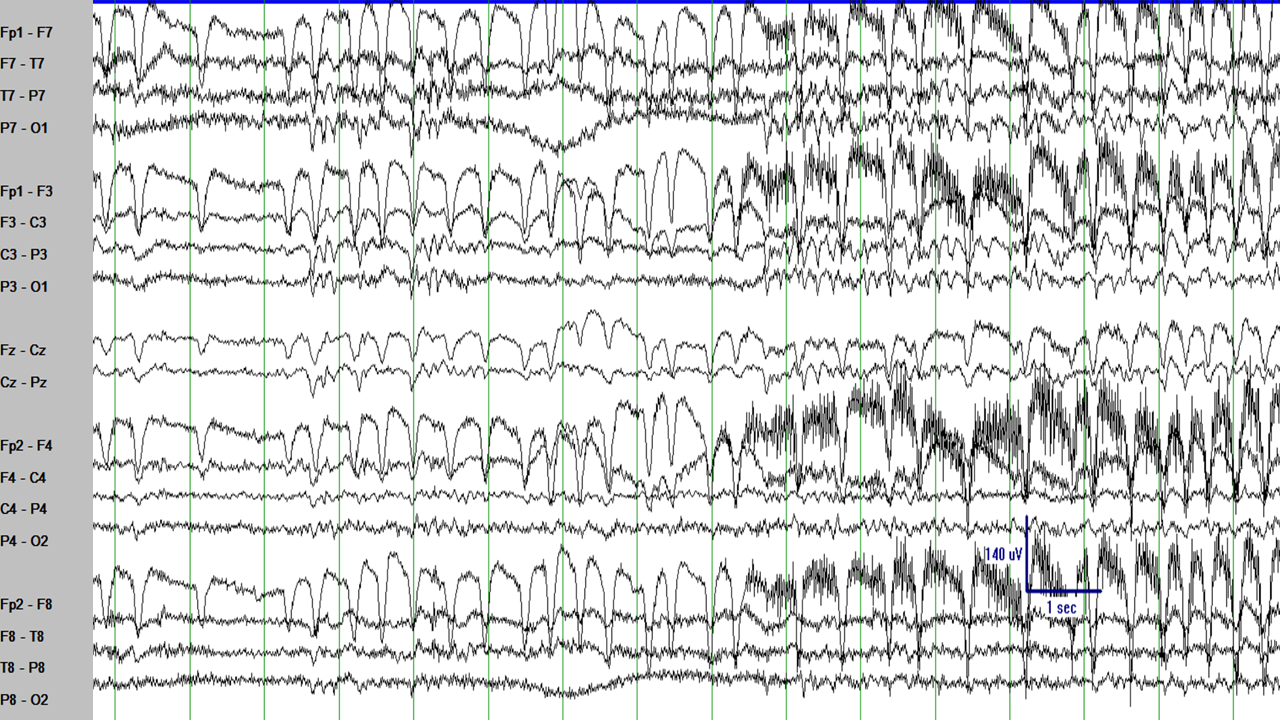 Fp1 - F7
F7 - T7
T7 - P7
P7 - O1
Fp1 - F3
F3 - C3
C3 - P3
P3 - O1
Fz - Cz
Cz - Pz
Fp2 - F4
F4 - C4
C4 - P4
P4 - O2
140 uV
Fp2 - F8
1 sec
F8 - T8
T8 - P8
P8 - O2